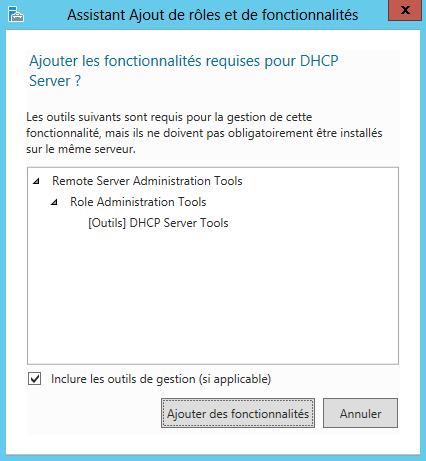 Assistant Ajout de rôles et de fonctionnalités
x
Ajouter les fonctionnalités requises pour DHCP
Server ?
Les outils suivants sont requis pour la gestion de cette
fonctionnalité, mais ils ne doivent pas obligatoirement être installés
sur le même serveur.
Remote Server Administration Tools
Role Administration Tools
[Outils] DHCP Server Tools
Inclure les outils de gestion (si applicable)
Ajouter des fonctionnalités
Annuler